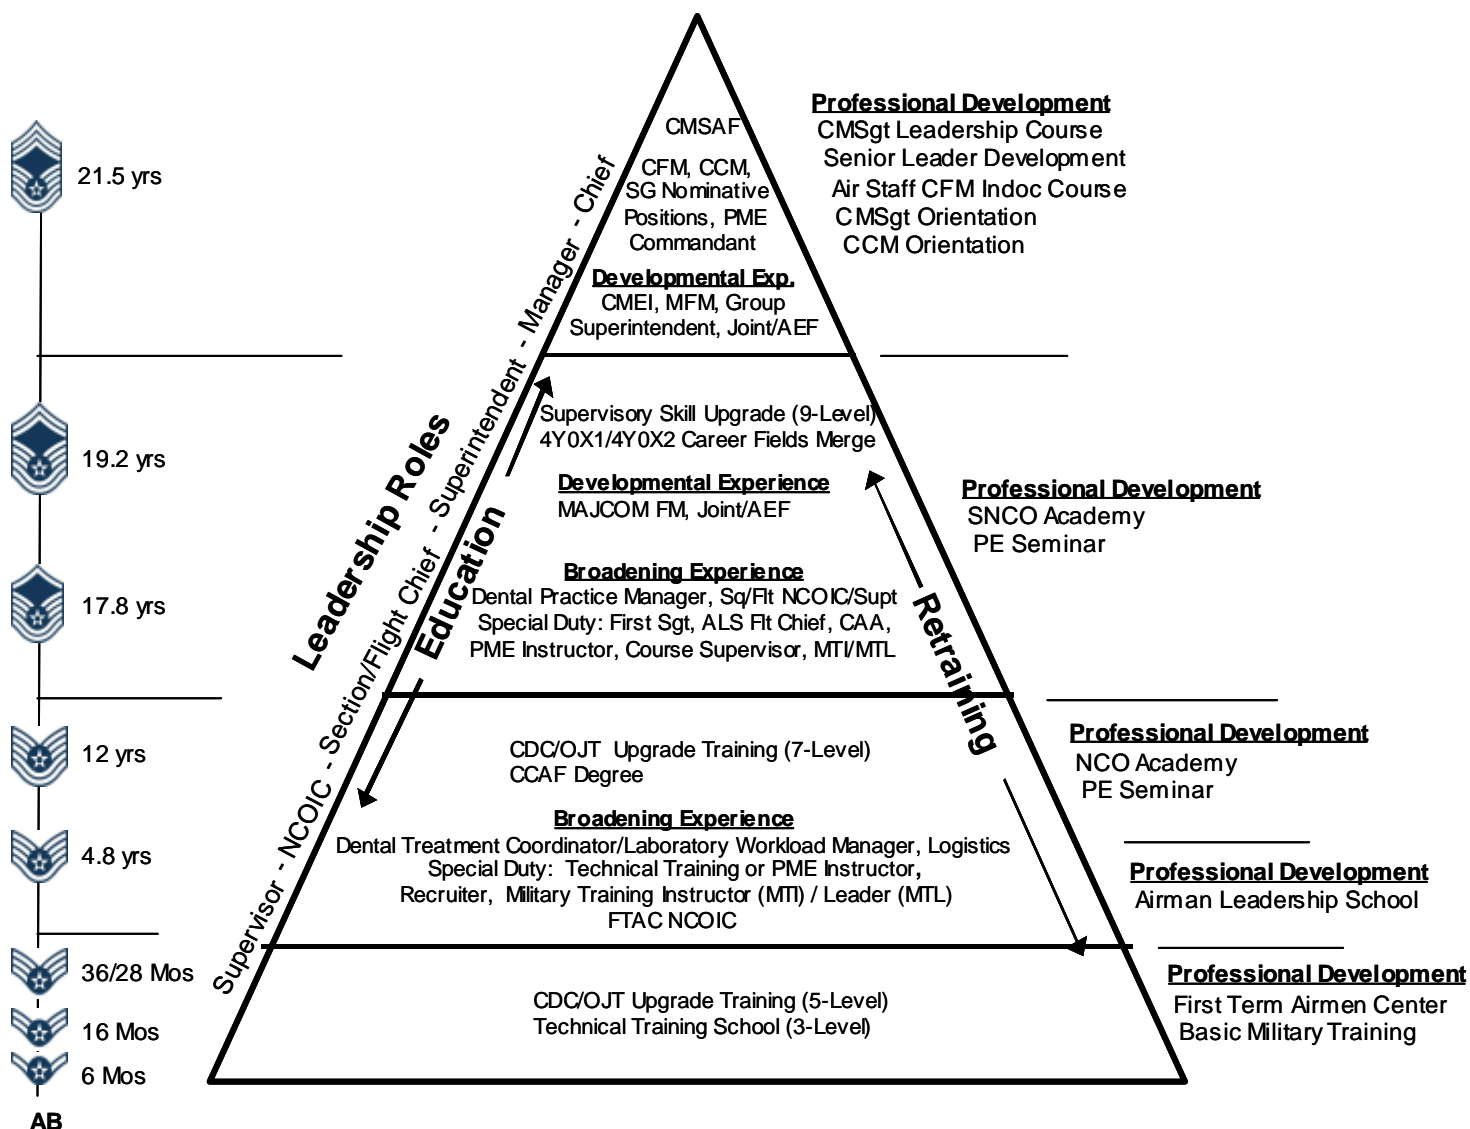 CMSAF
CFM, CCM,
SG Nominative
Positions, PME
Commandant
Developmental Exp.
CMEI, MFM, Group
Superintendent, Joint/AEF
Professional Development
CMSgt Leadership Course
Senior Leader Development
Air Staff CFM Indoc Course
CMSgt Orientation
CCM Orientation
21.5 yrs
Supervisory Skill Upgrade (9-Level)
4Y0X1/4Y0X2 Career Fields Merge
Developmental Experience
MAJCOM FM, Joint/AEF
Broadening Experience
Dental Practice Manager, Sq/Flt NCOIC/Supt
Special Duty: First Sgt, ALS Flt Chief, CAA,
PME Instructor, Course Supervisor, MTI/MTL
Professional Development
SNCO Academy
PE Seminar
19.2 yrs
17.8 yrs
Leadership Roles
Supervisor - NCOIC - Section/Flight Chief - Superintendent - Manager - Chief
Education
Retraining
12 yrs
4.8 yrs
CDC/OJT Upgrade Training (7-Level)
CCAF Degree
Broadening Experience
Dental Treatment Coordinator/Laboratory Workload Manager, Logistics
Special Duty: Technical Training or PME Instructor,
Recruiter, Military Training Instructor (MTI) / Leader (MTL)
FTAC NCOIC
Professional Development
NCO Academy
PE Seminar
Professional Development
Airman Leadership School
36/28 Mos
16 Mos
6 Mos
AB
CDC/OJT Upgrade Training (5-Level)
Technical Training School (3-Level)
Professional Development
First Term Airmen Center
Basic Military Training